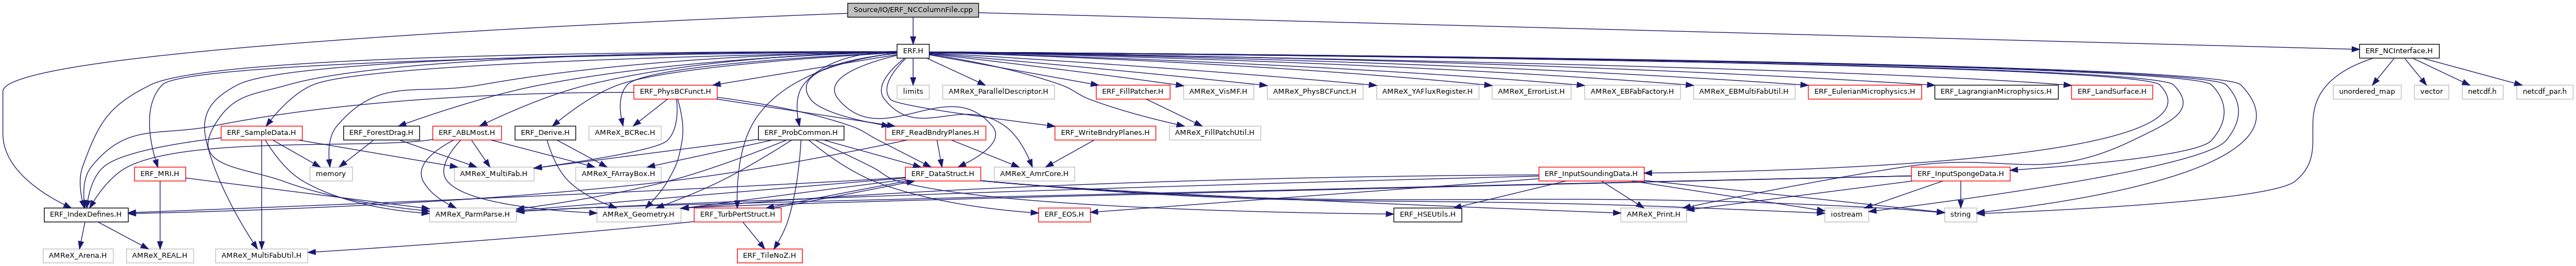 Source/IO/ERF_NCColumnFile.cpp
ERF.H
ERF_NCInterface.H
ERF_PhysBCFunct.H
limits
AMReX_ParallelDescriptor.H
ERF_FillPatcher.H
AMReX_VisMF.H
AMReX_PhysBCFunct.H
AMReX_YAFluxRegister.H
AMReX_ErrorList.H
AMReX_EBFabFactory.H
AMReX_EBMultiFabUtil.H
ERF_EulerianMicrophysics.H
ERF_LagrangianMicrophysics.H
ERF_LandSurface.H
unordered_map
vector
netcdf.h
netcdf_par.h
ERF_SampleData.H
ERF_ForestDrag.H
ERF_ABLMost.H
ERF_Derive.H
AMReX_BCRec.H
ERF_ProbCommon.H
ERF_ReadBndryPlanes.H
ERF_WriteBndryPlanes.H
AMReX_FillPatchUtil.H
ERF_MRI.H
memory
AMReX_MultiFab.H
AMReX_FArrayBox.H
ERF_DataStruct.H
AMReX_AmrCore.H
ERF_InputSoundingData.H
ERF_InputSpongeData.H
ERF_IndexDefines.H
AMReX_ParmParse.H
AMReX_Geometry.H
ERF_TurbPertStruct.H
ERF_EOS.H
ERF_HSEUtils.H
AMReX_Print.H
iostream
string
AMReX_Arena.H
AMReX_REAL.H
AMReX_MultiFabUtil.H
ERF_TileNoZ.H